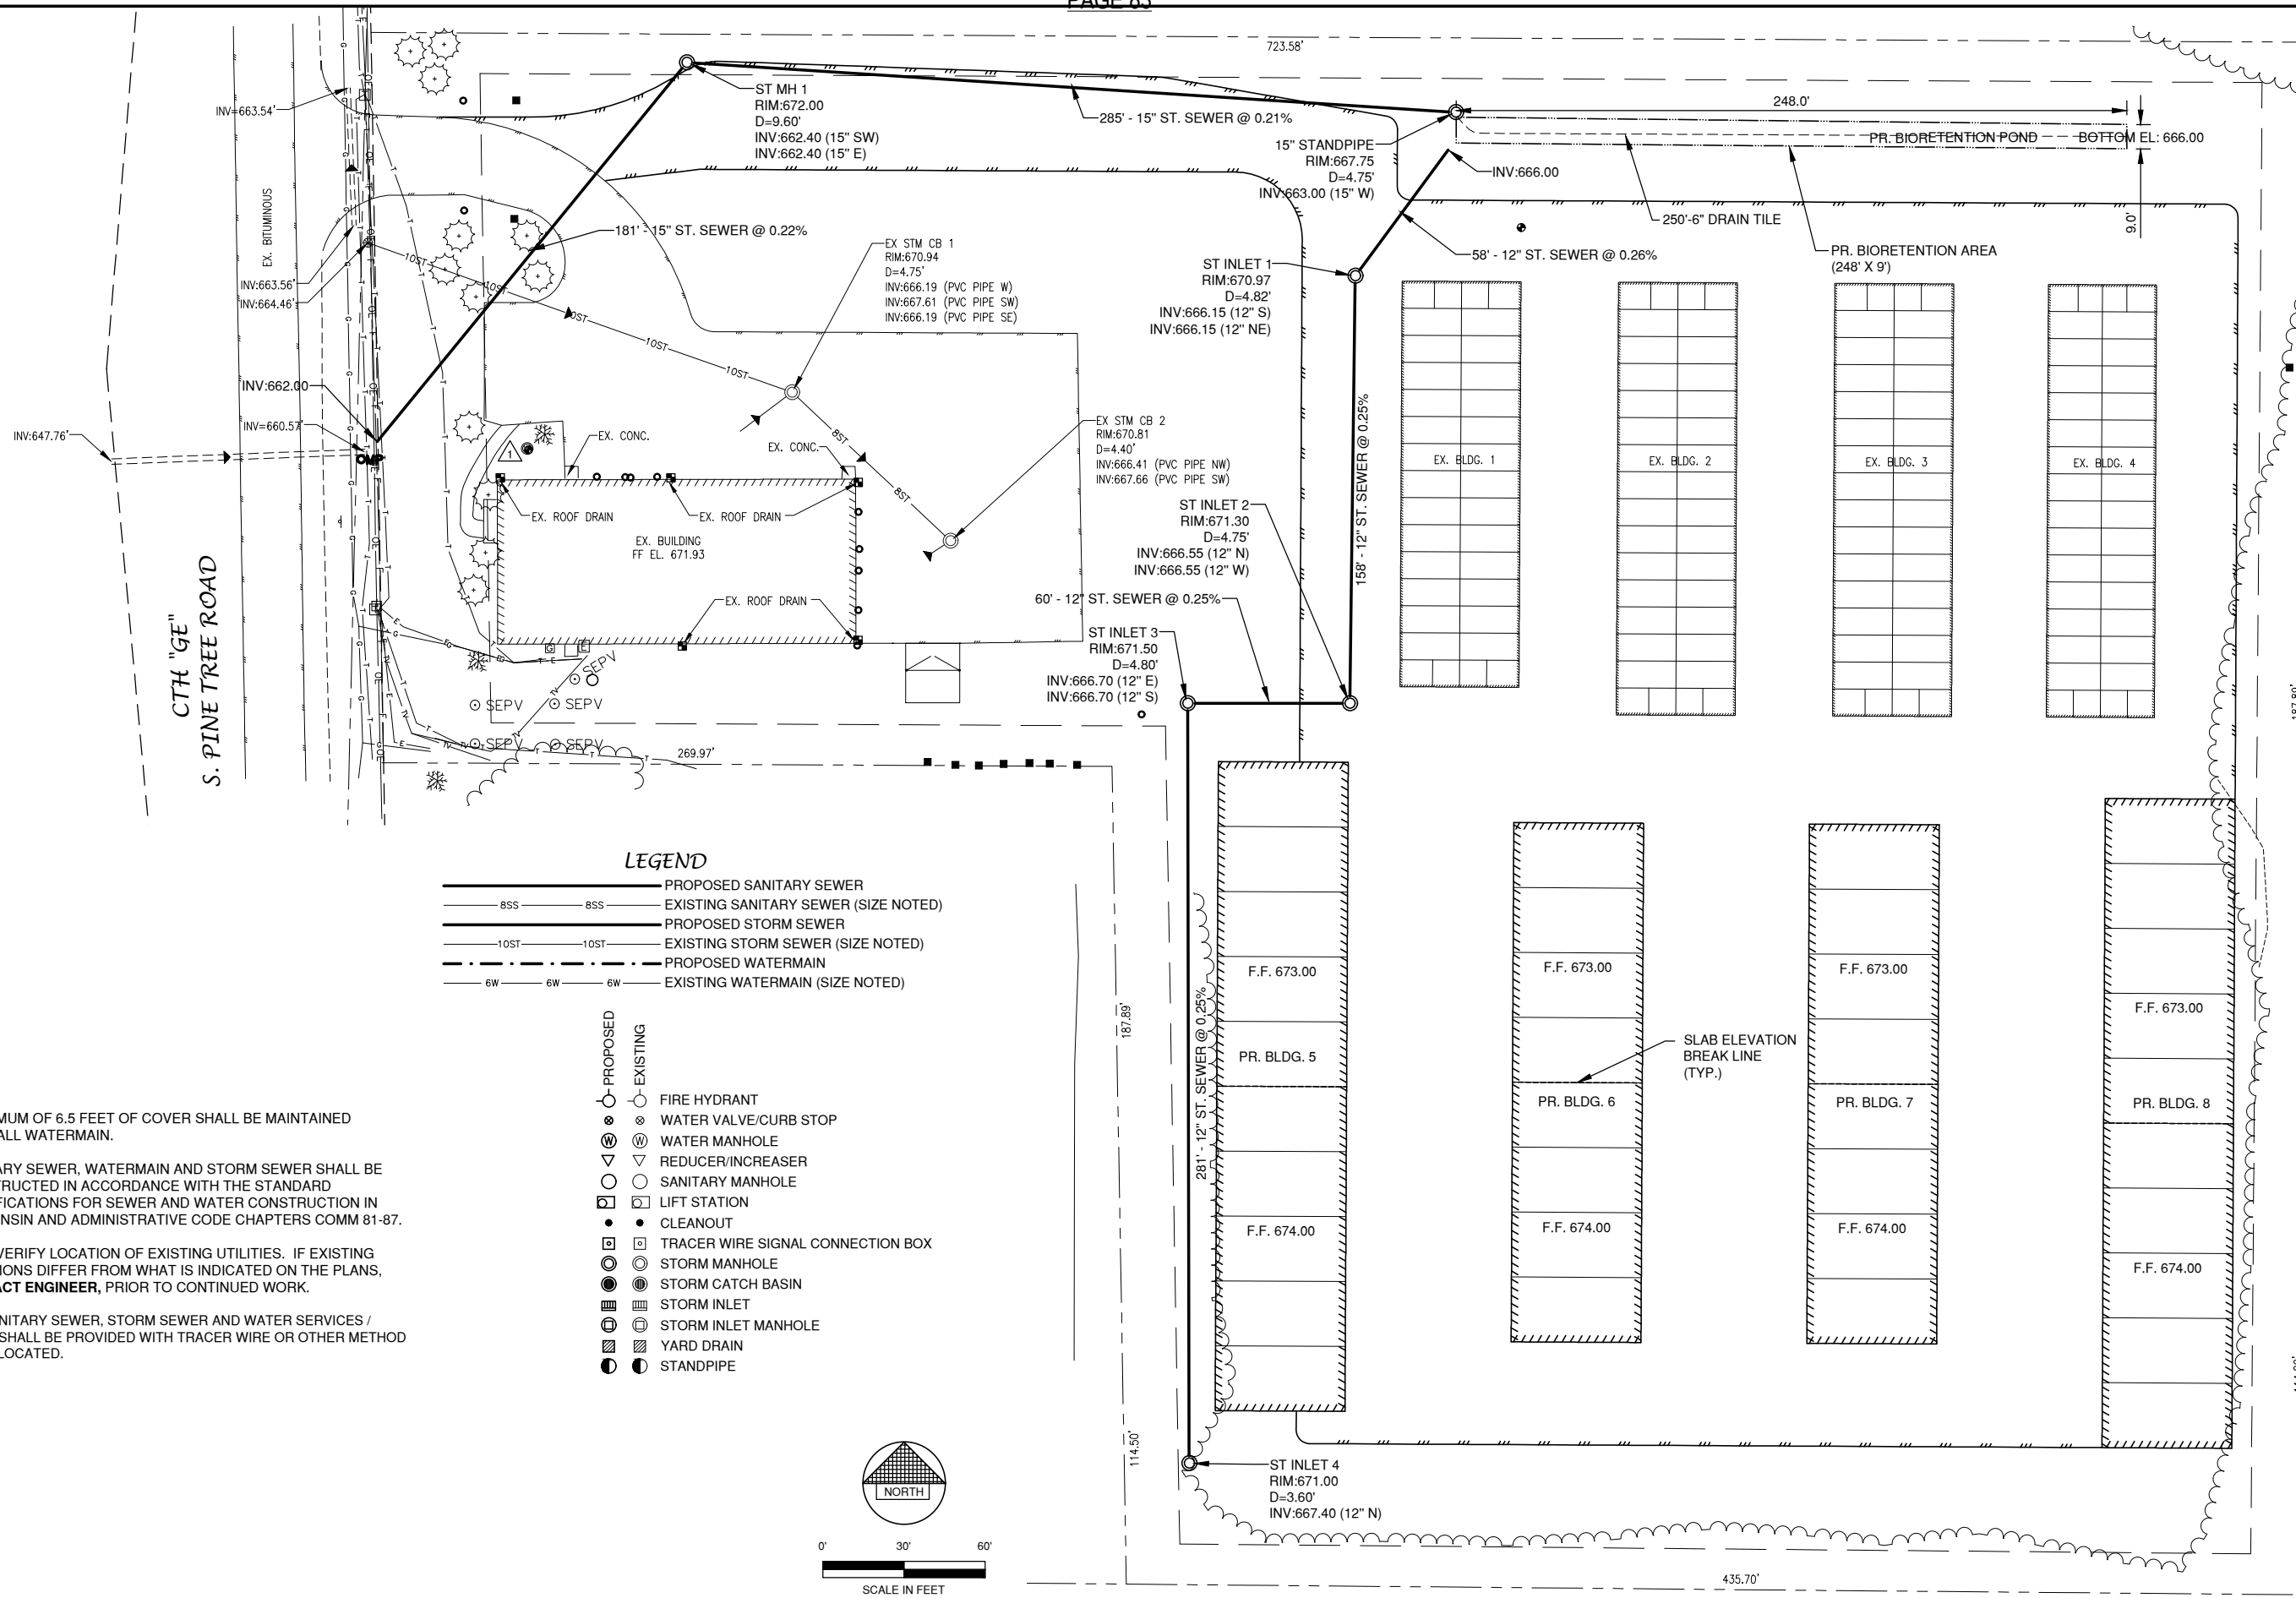 PAGE 83
723.58'
INV=663.54'
ST MH 1
RIM:672.00
D=9.60'
INV:662.40 (15" SW)
INV:662.40 (15" E)
285' - 15" ST. SEWER @ 0.21%
248.0'
15" STANDPIPE
RIM:667.75
D=4.75'
INV:663.00 (15" W)
PR. BIORETENTION POND
BOTTOM EL: 666.00
INV:666.00
250'-6" DRAIN TILE
9.0'
PR. BIORETENTION AREA
(248' X 9')
58' - 12" ST. SEWER @ 0.26%
EX. BITUMINOUS
181' - 15" ST. SEWER @ 0.22%
INV:663.56'
INV:664.46'
10ST
10ST
10ST
10ST
10ST
EX STM CB 1
RIM:670.94
D=4.75'
INV:666.19 (PVC PIPE W)
INV:667.61 (PVC PIPE SW)
INV:666.19 (PVC PIPE SE)
ST INLET 1
RIM:670.97
D=4.82'
INV:666.15 (12" S)
INV:666.15 (12" NE)
INV:662.00
INV=660.57'
INV:647.76'
CMP
1
EX. CONC.
EX. CONC.
8ST
8ST
EX STM CB 2
RIM:670.81
D=4.40'
INV:666.41 (PVC PIPE NW)
INV:667.66 (PVC PIPE SW)
158' - 12" ST. SEWER @ 0.25%
EX. BLDG. 1
EX. BLDG. 2
EX. BLDG. 3
EX. BLDG. 4
EX. ROOF DRAIN
EX. ROOF DRAIN
EX. BUILDING
FF EL. 671.93
EX. ROOF DRAIN
ST INLET 2
RIM:671.30
D=4.75'
INV:666.55 (12" N)
INV:666.55 (12" W)
60' - 12" ST. SEWER @ 0.25%
ST INLET 3
RIM:671.50
D=4.80'
INV:666.70 (12" E)
INV:666.70 (12" S)
CTH "GE"
S. PINE TREE ROAD
G
E
SEPV
SEPV
SEPV
SEPV
SEPV
269.97'
187.89'
LEGEND
PROPOSED SANITARY SEWER
8SS 8SS EXISTING SANITARY SEWER (SIZE NOTED)
PROPOSED STORM SEWER
10ST 10ST EXISTING STORM SEWER (SIZE NOTED)
PROPOSED WATERMAIN
6W 6W 6W EXISTING WATERMAIN (SIZE NOTED)
PROPOSED
EXISTING
FIRE HYDRANT
WATER VALVE/CURB STOP
W W WATER MANHOLE
REDUCER/INCREASER
SANITARY MANHOLE
LIFT STATION
CLEANOUT
TRACER WIRE SIGNAL CONNECTION BOX
STORM MANHOLE
STORM CATCH BASIN
STORM INLET
STORM INLET MANHOLE
YARD DRAIN
STANDPIPE
MUM OF 6.5 FEET OF COVER SHALL BE MAINTAINED
ALL WATERMAIN.
ARY SEWER, WATERMAIN AND STORM SEWER SHALL BE
TRUCTED IN ACCORDANCE WITH THE STANDARD
FICATIONS FOR SEWER AND WATER CONSTRUCTION IN
NSIN AND ADMINISTRATIVE CODE CHAPTERS COMM 81-87.
VERIFY LOCATION OF EXISTING UTILITIES. IF EXISTING
IONS DIFFER FROM WHAT IS INDICATED ON THE PLANS,
ACT ENGINEER, PRIOR TO CONTINUED WORK.
NITARY SEWER, STORM SEWER AND WATER SERVICES /
SHALL BE PROVIDED WITH TRACER WIRE OR OTHER METHOD
LOCATED.
187.89'
281' - 12" ST. SEWER @ 0.25%
114.50'
F.F. 673.00
PR. BLDG. 5
F.F. 674.00
F.F. 673.00
PR. BLDG. 6
F.F. 674.00
SLAB ELEVATION
BREAK LINE
(TYP.)
F.F. 673.00
PR. BLDG. 7
F.F. 674.00
F.F. 673.00
PR. BLDG. 8
F.F. 674.00
ST INLET 4
RIM:671.00
D=3.60'
INV:667.40 (12" N)
NORTH
0' 30' 60'
SCALE IN FEET
435.70'